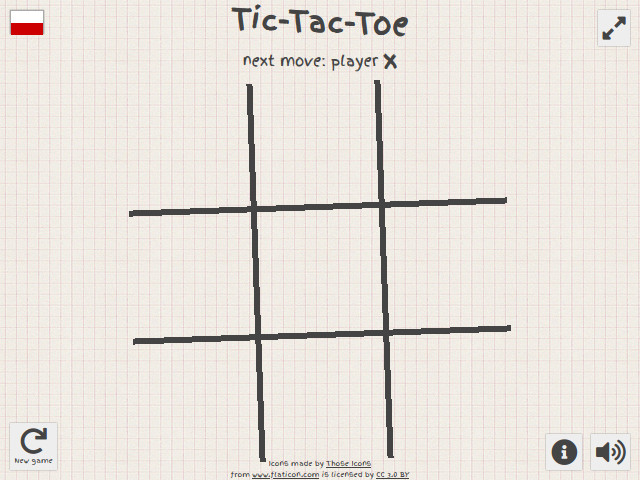 Tic-Tac-Toe
next move: player X
New game
Icons made by Those Icons
from www.flaticon.com is licensed by CC 3.0 BY